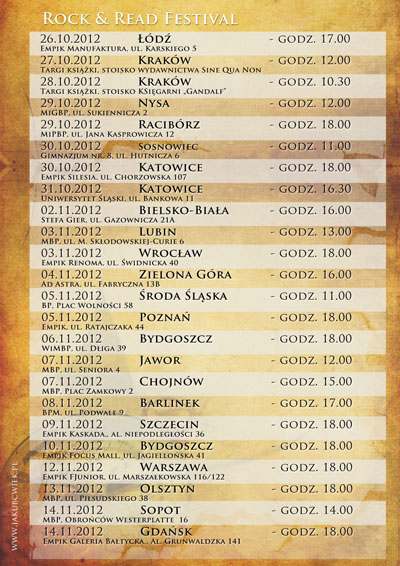 Rock & Read Festival
26.10.2012 Łódź - godz. 17.00
Empik Manufaktura, ul. Karskiego 5
27.10.2012 Kraków - godz. 12.00
Targi książki, stoisko wydawnictwa Sine Qua Non
28.10.2012 Kraków - godz. 10.30
Targi książki, stoisko Księgarni „Gandalf"
29.10.2012 Nysa - godz. 12.00
MiGBP, ul. Sukiennicza 2
29.10.2012 Racibórz - godz. 18.00
MiPBP, ul. Jana Kasprowicza 12
30.10.2012 Sosnowiec - godz. 11.00
Gimnazjum nr. 8, ul. Hutnicza 6
30.10.2012 Katowice - godz. 18.00
Empik Silesia, ul. Chorzowska 107
31.10.2012 Katowice - godz. 16.30
Uniwersytet Śląski, ul. Bankowa 11
02.11.2012 Bielsko-Biała - godz. 16.00
Stefa Gier, ul. Gazownicza 21A
03.11.2012 Lubin - godz. 13.00
MBP, ul. M. Skłodowskiej-Curie 6
03.11.2012 Wrocław - godz. 18.00
Empik Renoma, ul. Świdnicka 40
04.11.2012 Zielona Góra - godz. 16.00
Ad Astra, ul. Fabryczna 13B
05.11.2012 Środa Śląska - godz. 11.00
BP, Plac Wolności 58
05.11.2012 Poznań - godz. 18.00
Empik, ul. Ratajczaka 44
06.11.2012 Bydgoszcz - godz. 18.00
WiMBP, ul. Długa 39
07.11.2012 Jawor - godz. 12.00
MBP, ul. Seniora 4
07.11.2012 Chojnów - godz. 15.00
MBP, Plac Zamkowy 2
08.11.2012 Barlinek - godz. 17.00
BPM, ul. Podwale 9
09.11.2012 Szczecin - godz. 18.00
Empik Kaskada,. al. Niepodległości 36
10.11.2012 Bydgoszcz - godz. 18.00
Empik Focus Mall, ul. Jagiellońska 41
12.11.2012 Warszawa - godz. 18.00
Empik FJunior, ul. Marszałkowska 116/122
13.11.2012 Olsztyn - godz. 18.00
MBP, ul. Piłsudskiego 38
14.11.2012 Sopot - godz. 14.00
MBP, Obrońców Westerplatte 16
14.11.2012 Gdańsk - godz. 18.00
Empik Galeria Bałtycka,. Al. Grunwaldzka 141
www.jakubcwiek.pl